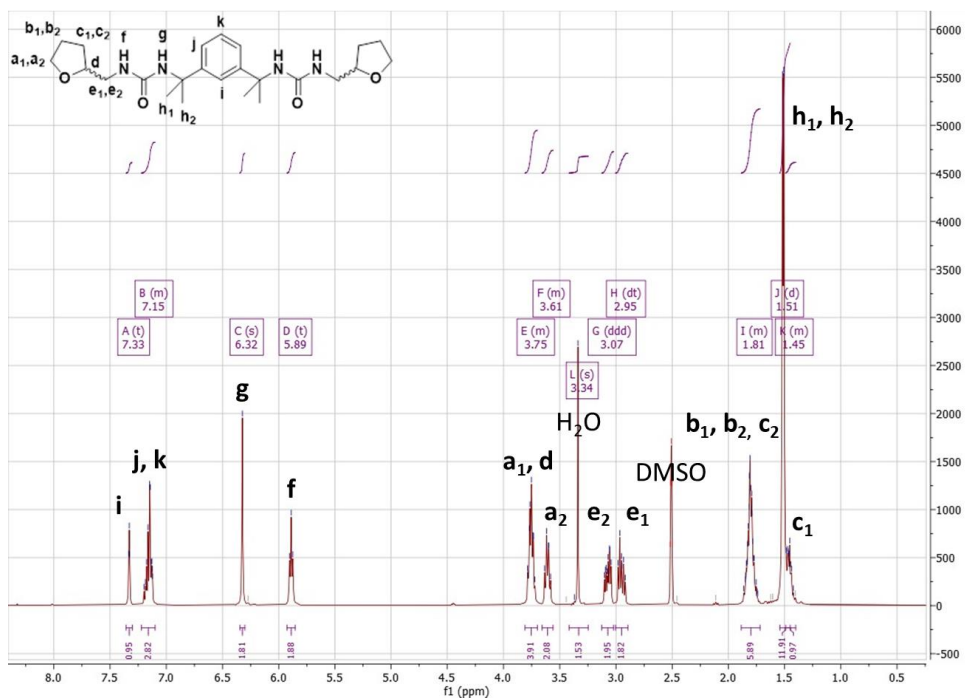 b1,b2 c1,c2 f g k
a1,a2 O d N H N H j N H N H O
e1,e2 O i O
h1 h2
h1, h2
B (m)
7.15
F (m)
3.61
H (dt)
2.95
J (d)
1.51
A (t)
7.33
C (s)
6.32
D (t)
5.89
E (m)
3.75
G (ddd)
3.07
I (m)
1.81
K (m)
1.45
L (s)
3.34
g
H2O
b1, b2, c2
j, k
a1, d
DMSO
i
f
a2
e2
e1
c1
6000
5500
5000
4500
4000
3500
3000
2500
2000
1500
1000
500
0
-500
0.95 2.82 1.81 1.88 3.91 2.08 1.53 1.95 1.82 5.89 11.91 0.97
8.0 7.5 7.0 6.5 6.0 5.5 5.0 4.5 4.0 3.5 3.0 2.5 2.0 1.5 1.0 0.5
f1 (ppm)